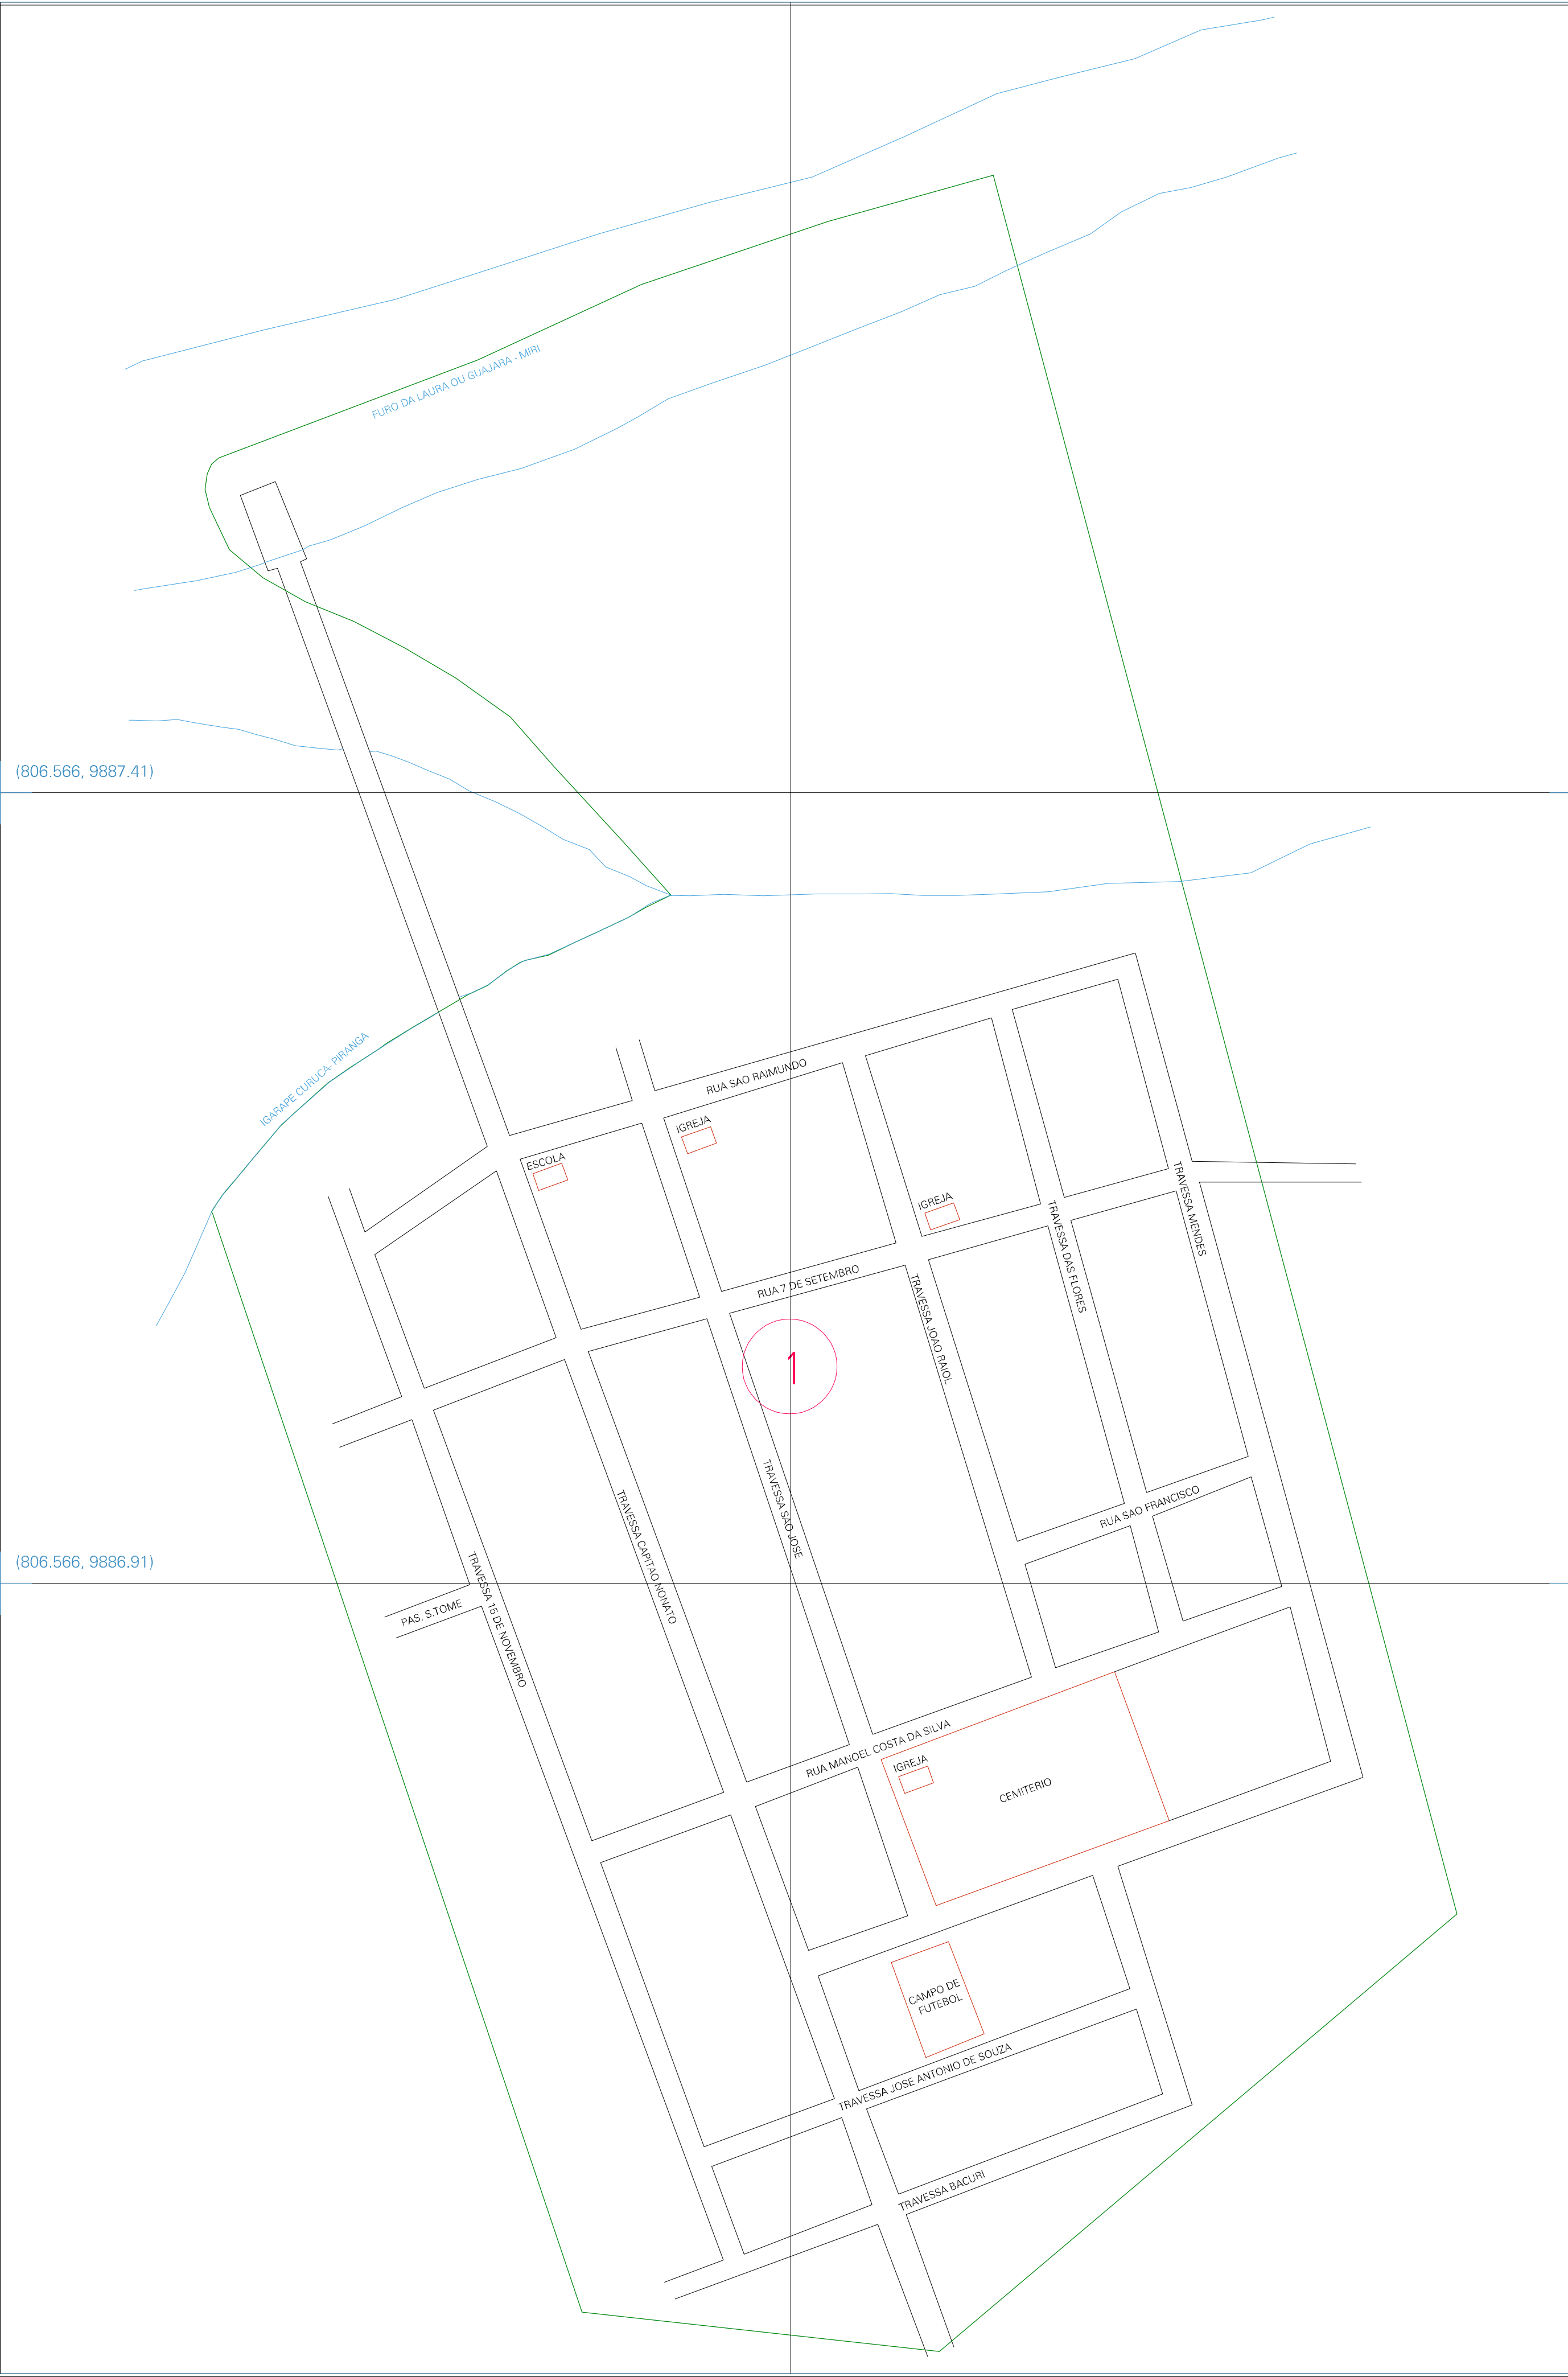 FURO DA LAURA OU GUAJARA - MIRI
(806.566, 9887.41)
IGARAPE CURUCA- PIRANGA
RUA SAO RAIMUNDO
IGREJA
ESCOLA
IGREJA
TRAVESSA MENDES
TRAVESSA DAS FLORES
RUA 7 DE SETEMBRO
TRAVESSA JOAO RAIOL
1
TRAVESSA SAO JOSE
TRAVESSA CAPITAO NONATO
RUA SAO FRANCISCO
(806.566, 9886.91)
TRAVESSA 15 DE NOVEMBRO
PAS. S.TOME
RUA MANOEL COSTA DA SILVA
IGREJA
CEMITERIO
CAMPO DE
FUTEBOL
TRAVESSA JOSE ANTONIO DE SOUZA
TRAVESSA BACURI